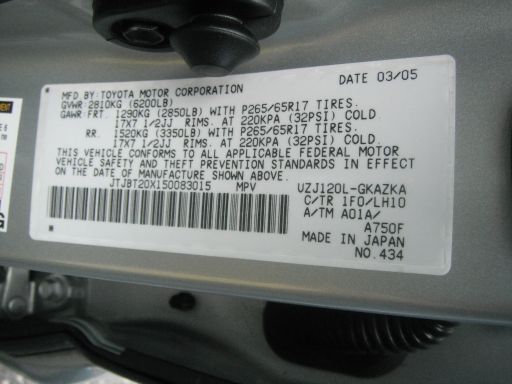 MFD. BY: TOYOTA MOTOR CORPORATION DATE 03/05
GVWR: 2810KG (6200LB)
GAWR FRT. 1290KG (2850LB) WITH P265/65R17 TIRES.
17X7 1/2JJ RIMS. AT 220KPA (32PSI) COLD.
RR. 1520KG (3350LB) WITH P265/65R17 TIRES.
17X7 1/2JJ RIMS. AT 220KPA (32PSI) COLD.
THIS VEHICLE CONFORMS TO ALL APPLICABLE FEDERAL MOTOR
VEHICLE SAFETY AND THEFT PREVENTION STANDARDS IN EFFECT
ON THE DATE OF MANUFACTURE SHOWN ABOVE.
JTJBT20X150083015 MPV UZJ120L-GKAZKA
C/TR 1F0/LH10
A/TM A01A/
A750F
MADE IN JAPAN
NO.434